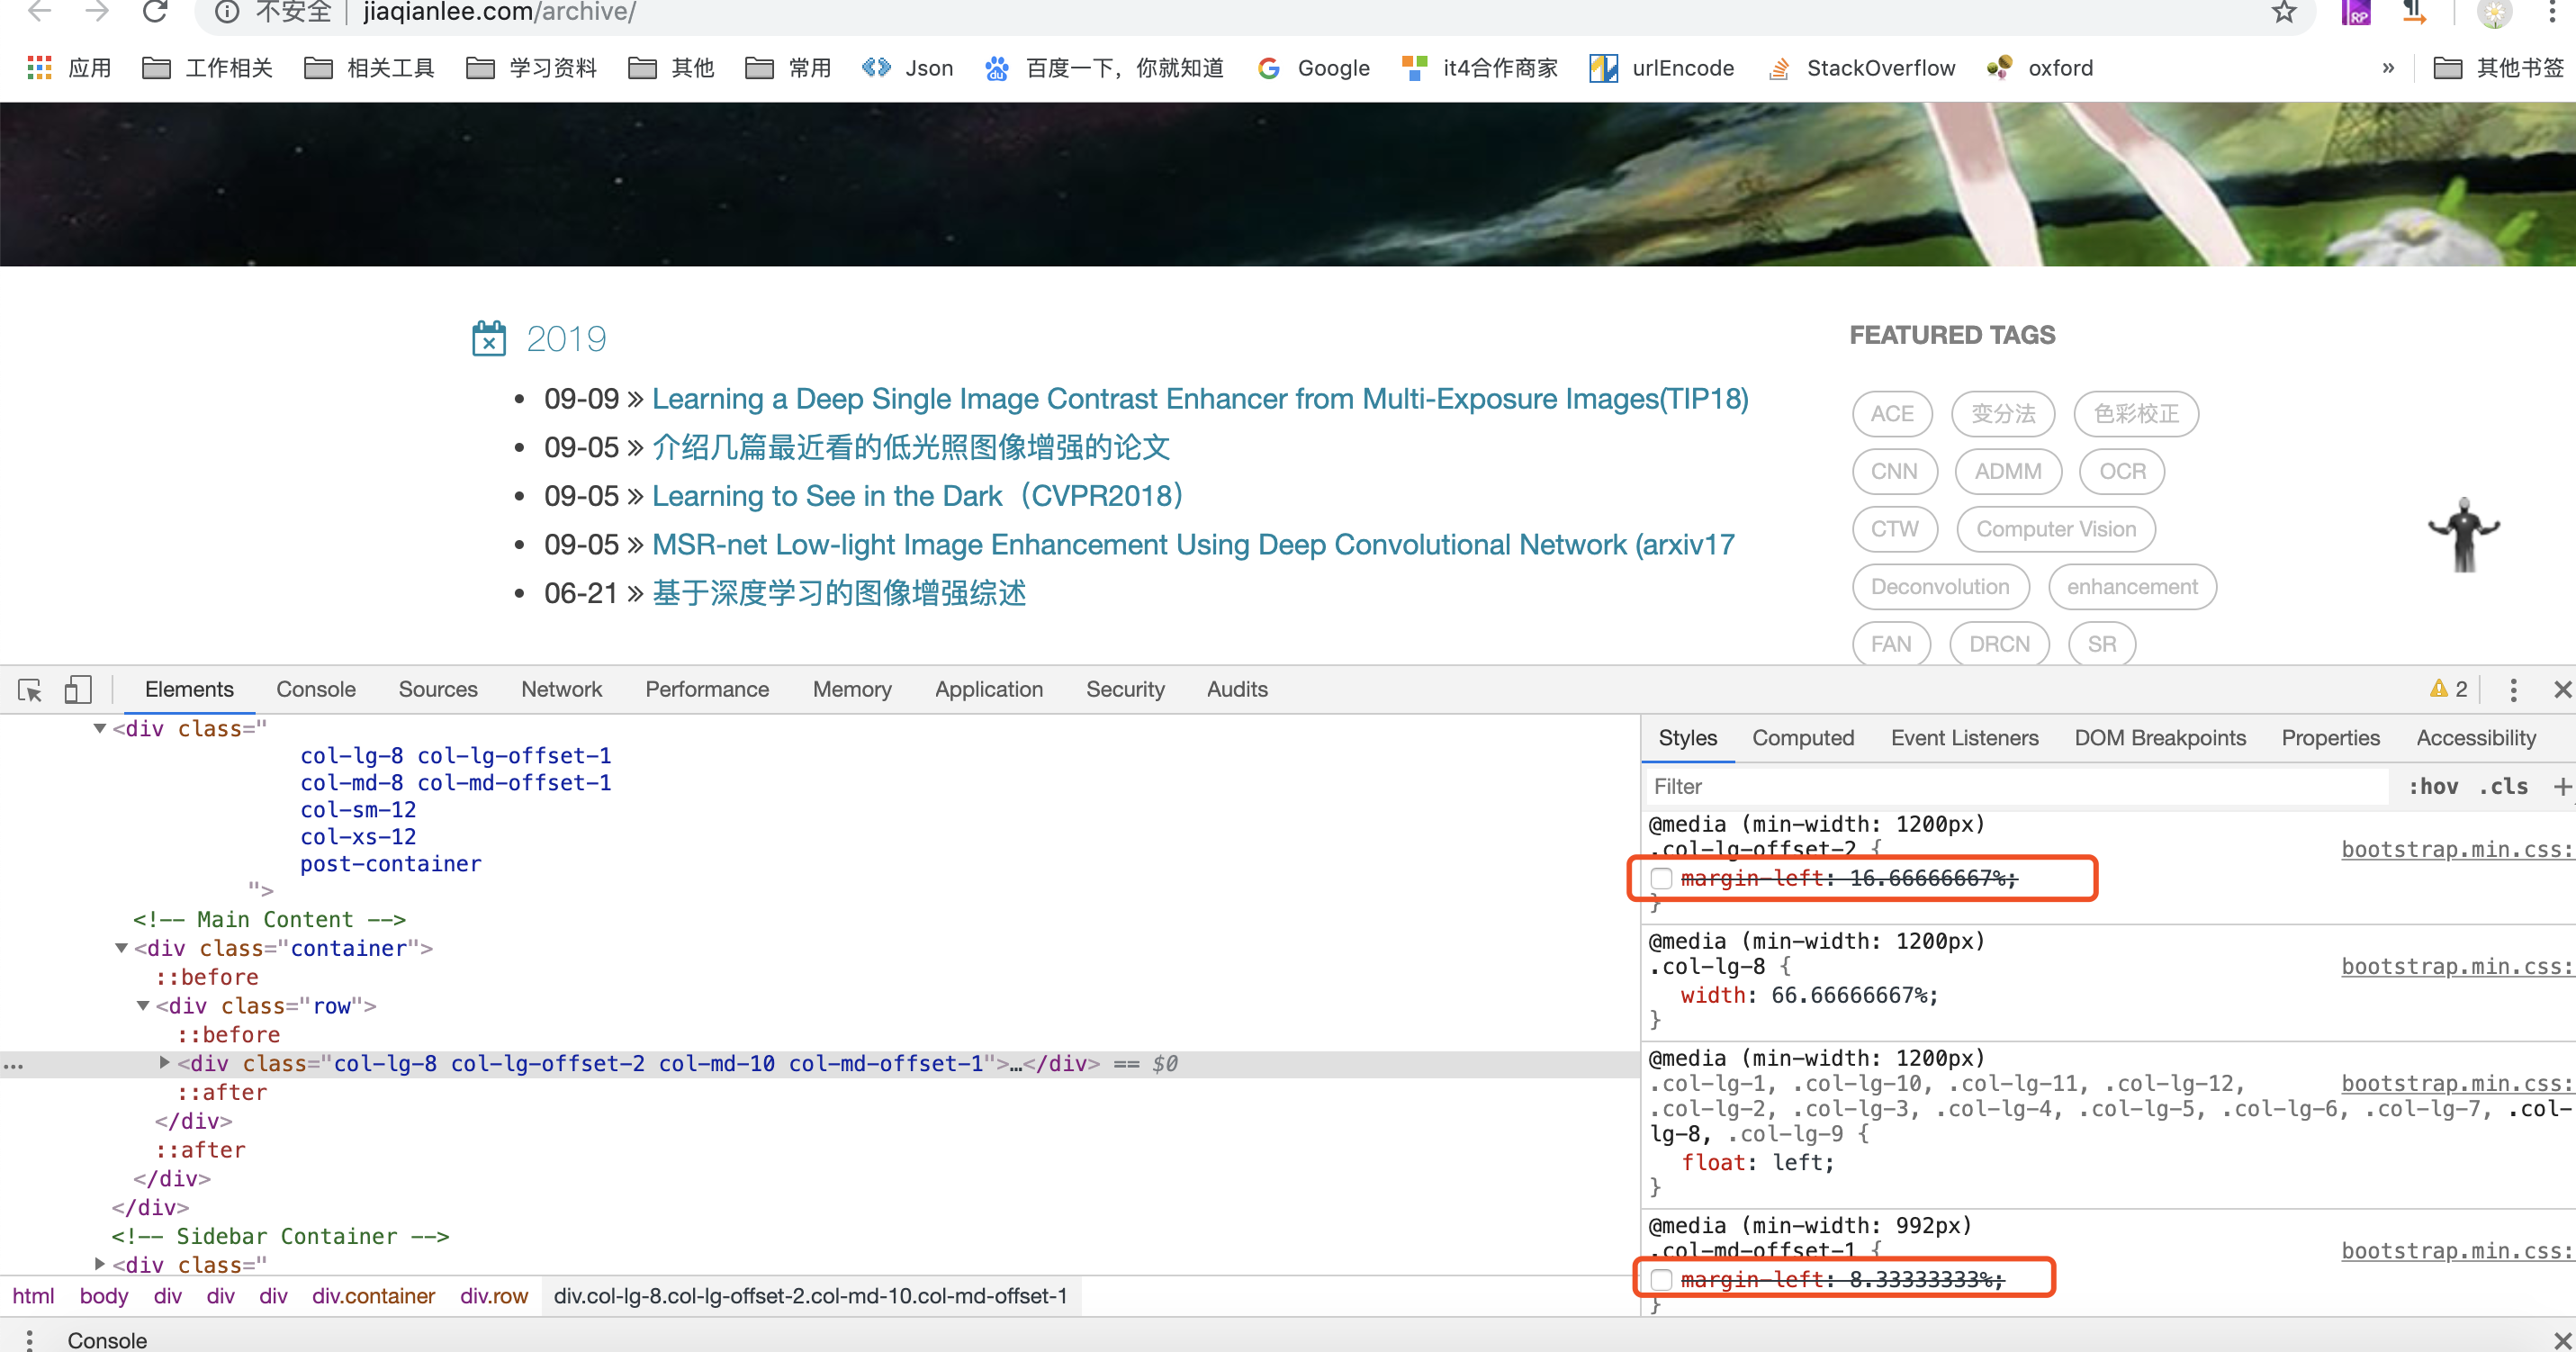 不安全 | jiaqianlee.com/archive/
应用 工作相关 相关工具 学习资料 其他 常用 Json 百度一下，你就知道 Google it4合作商家 urlEncode StackOverflow oxford » 其他书签
2019
• 09-09 » Learning a Deep Single Image Contrast Enhancer from Multi-Exposure Images(TIP18)
• 09-05 » 介绍几篇最近看的低光照图像增强的论文
• 09-05 » Learning to See in the Dark（CVPR2018）
• 09-05 » MSR-net Low-light Image Enhancement Using Deep Convolutional Network (arxiv17
• 06-21 » 基于深度学习的图像增强综述
FEATURED TAGS
ACE 变分法 色彩校正
CNN ADMM OCR
CTW Computer Vision
Deconvolution enhancement
FAN DRCN SR
Elements Console Sources Network Performance Memory Application Security Audits 2
<div class="
col-lg-8 col-lg-offset-1
col-md-8 col-md-offset-1
col-sm-12
col-xs-12
post-container
">
<!-- Main Content -->
<div class="container">
::before
<div class="row">
::before
… <div class="col-lg-8 col-lg-offset-2 col-md-10 col-md-offset-1">…</div> == $0
::after
</div>
::after
</div>
</div>
<!-- Sidebar Container -->
<div class="
html body div div div div.container div.row div.col-lg-8.col-lg-offset-2.col-md-10.col-md-offset-1
Styles Computed Event Listeners DOM Breakpoints Properties Accessibility
Filter :hov .cls +
@media (min-width: 1200px)
.col-lg-offset-2 { bootstrap.min.css:
margin-left: 16.66666667%;
}
@media (min-width: 1200px)
.col-lg-8 { bootstrap.min.css:
width: 66.66666667%;
}
@media (min-width: 1200px)
.col-lg-1, .col-lg-10, .col-lg-11, .col-lg-12, bootstrap.min.css:
.col-lg-2, .col-lg-3, .col-lg-4, .col-lg-5, .col-lg-6, .col-lg-7, .col-
lg-8, .col-lg-9 {
float: left;
}
@media (min-width: 992px)
.col-md-offset-1 { bootstrap.min.css:
margin-left: 8.33333333%;
}
Console